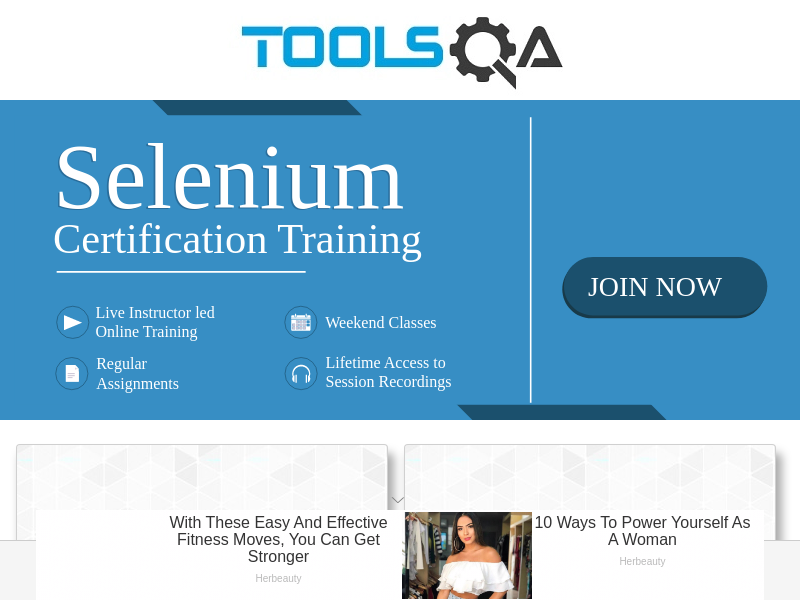 TOOLSQA
Selenium
Certification Training
JOIN NOW
Live Instructor led
Online Training
Weekend Classes
Regular
Assignments
Lifetime Access to
Session Recordings
With These Easy And Effective
Fitness Moves, You Can Get
Stronger
Herbeauty
10 Ways To Power Yourself As
A Woman
Herbeauty